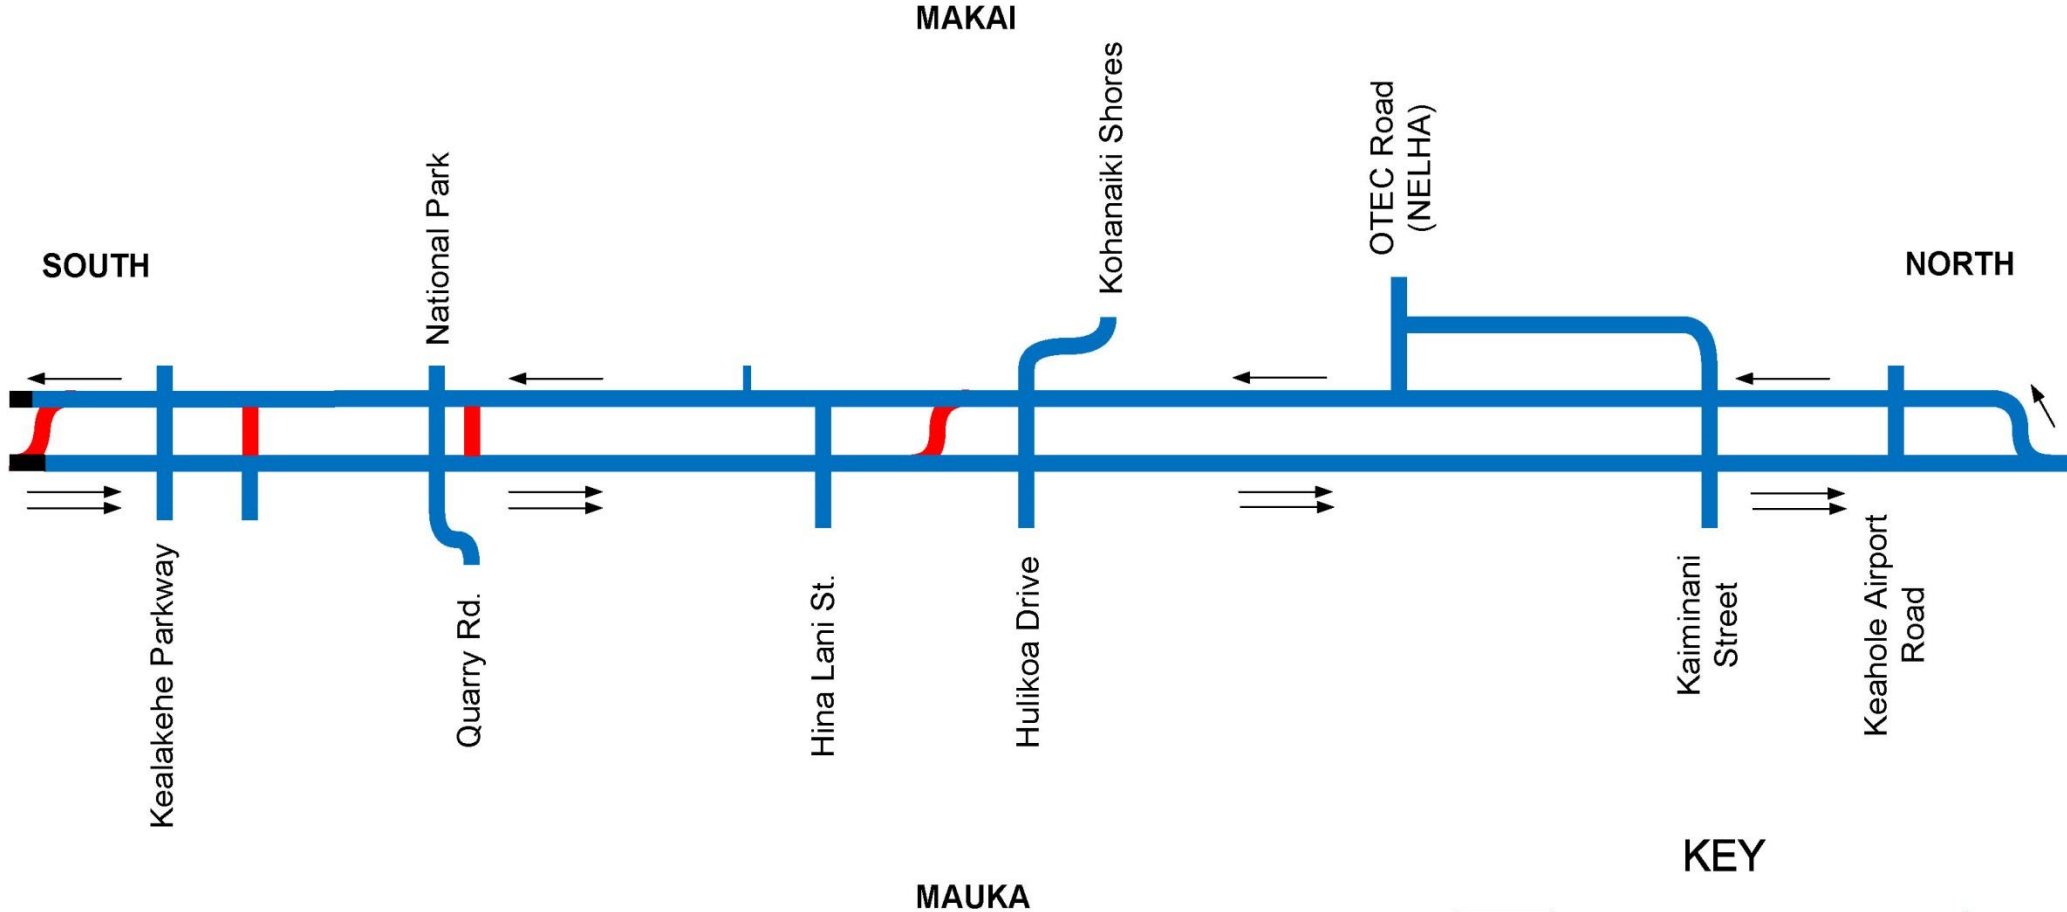 MAKAI
SOUTH
National Park
Kohanaiki Shores
OTEC Road
(NELHA)
NORTH
Kealakehe Parkway
Quarry Rd.
Hina Lani St.
Hulikoa Drive
Kaiminani
Street
Keahole Airport
Road
KEY
MAUKA